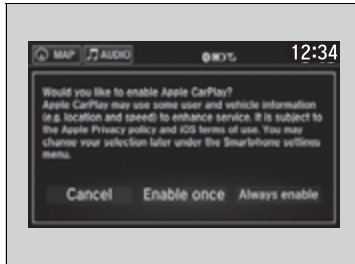 MAP AUDIO 12:34
Would you like to enable Apple CarPlay?
Apple CarPlay may use some user and vehicle information
(e.g. location and speed) to enhance service. It is subject to
the Apple Privacy policy and iOS terms of use. You may
change your selection later under the Smartphone settings
menu.
Cancel Enable once Always enable